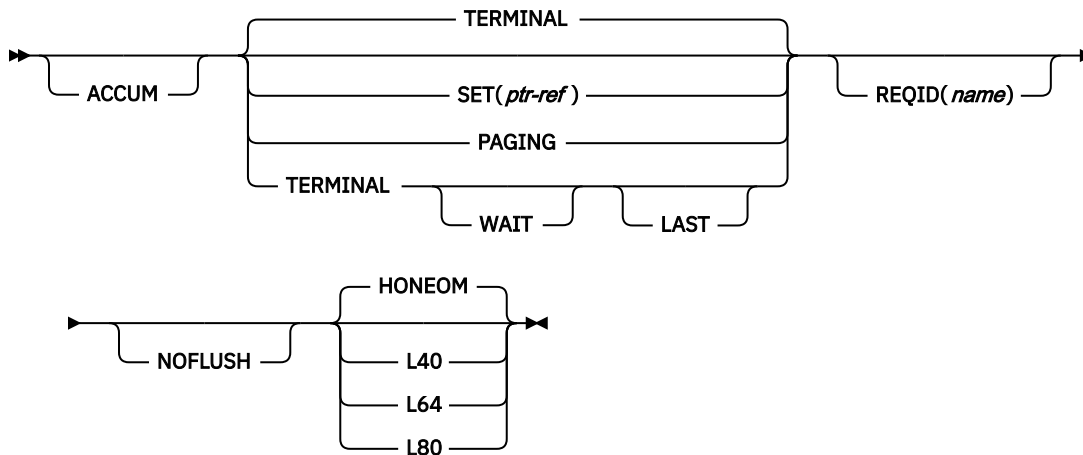 TERMINAL
ACCUM
SET(ptr-ref)
REQID(name)
PAGING
TERMINAL
WAIT
LAST
HONEOM
NOFLUSH
L40
L64
L80